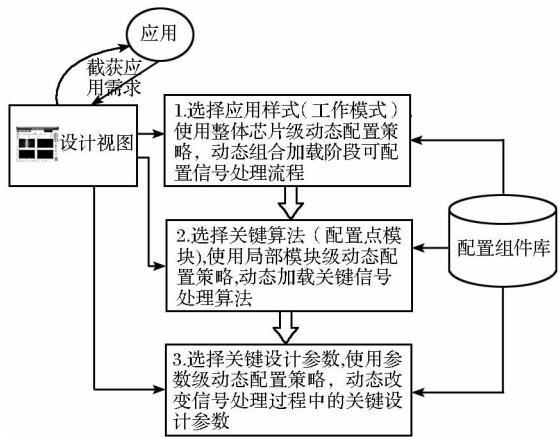 应用
截获应
用需求
设计视图
1.选择应用样式(工作模式)
使用整体芯片级动态配置策
略，动态组合加载阶段可配
置信号处理流程
2.选择关键算法(配置点模
块),使用局部模块级动态配
置策略,动态加载关键信号
处理算法
配置组件库
3.选择关键设计参数,使用参
数级动态配置策略，动态改
变信号处理过程中的关键设
计参数